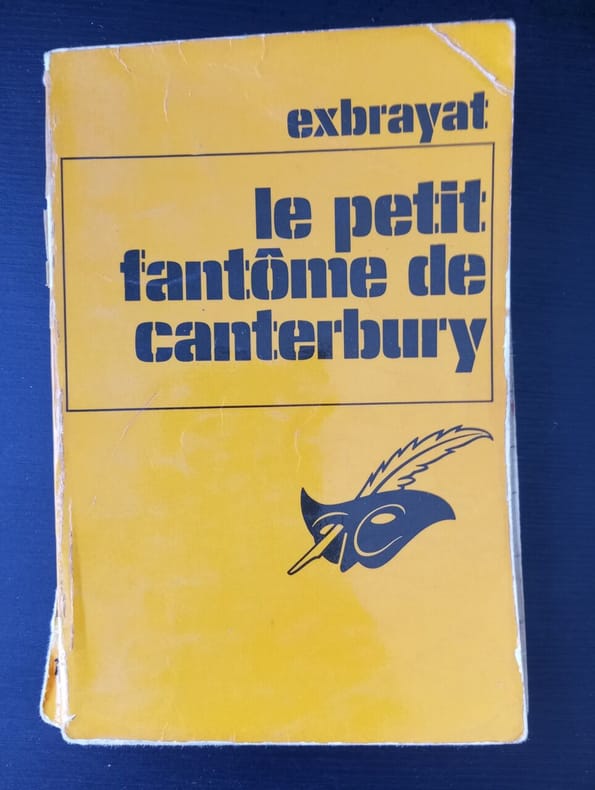 exbrayat
le petit
fantôme de
canterbury